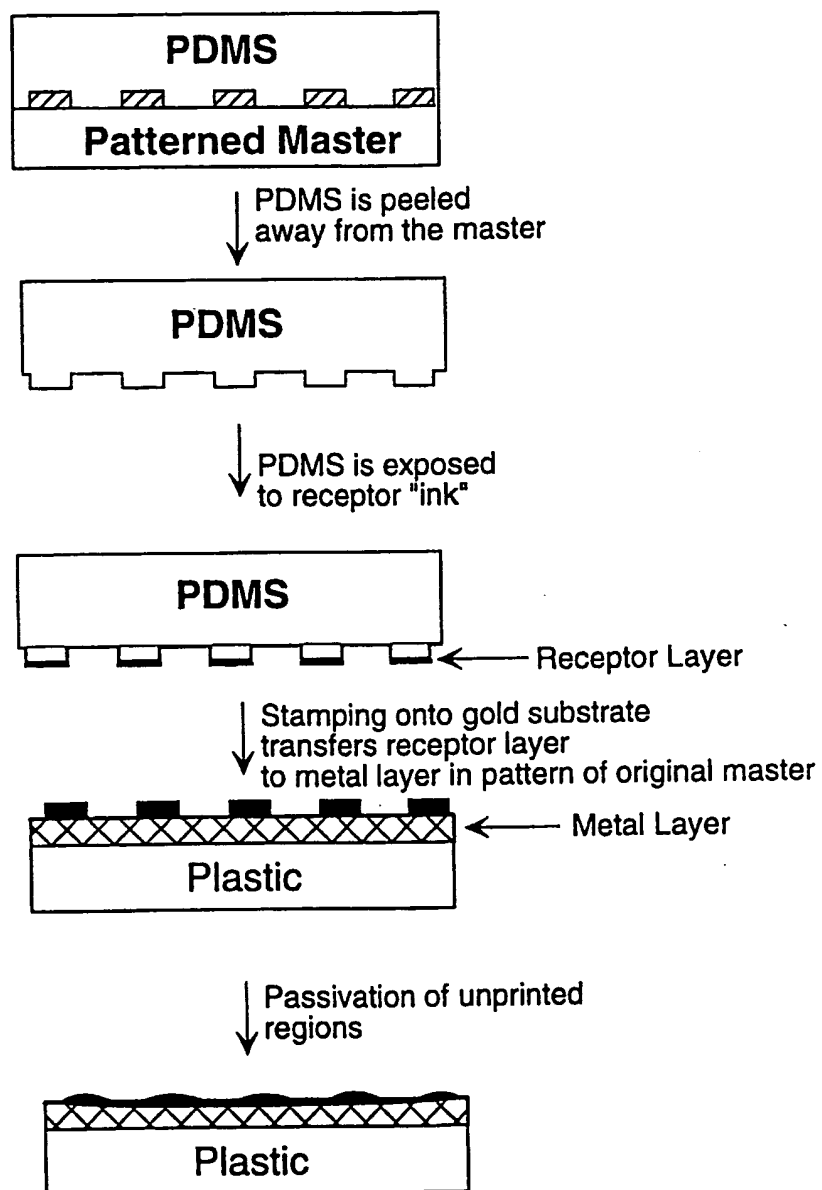 PDMS
Patterned Master
PDMS is peeled
away from the master
PDMS
PDMS is exposed
to receptor "ink"
PDMS
Receptor Layer
Stamping onto gold substrate
transfers receptor layer
to metal layer in pattern of original master
Metal Layer
Plastic
Passivation of unprinted
regions
Plastic